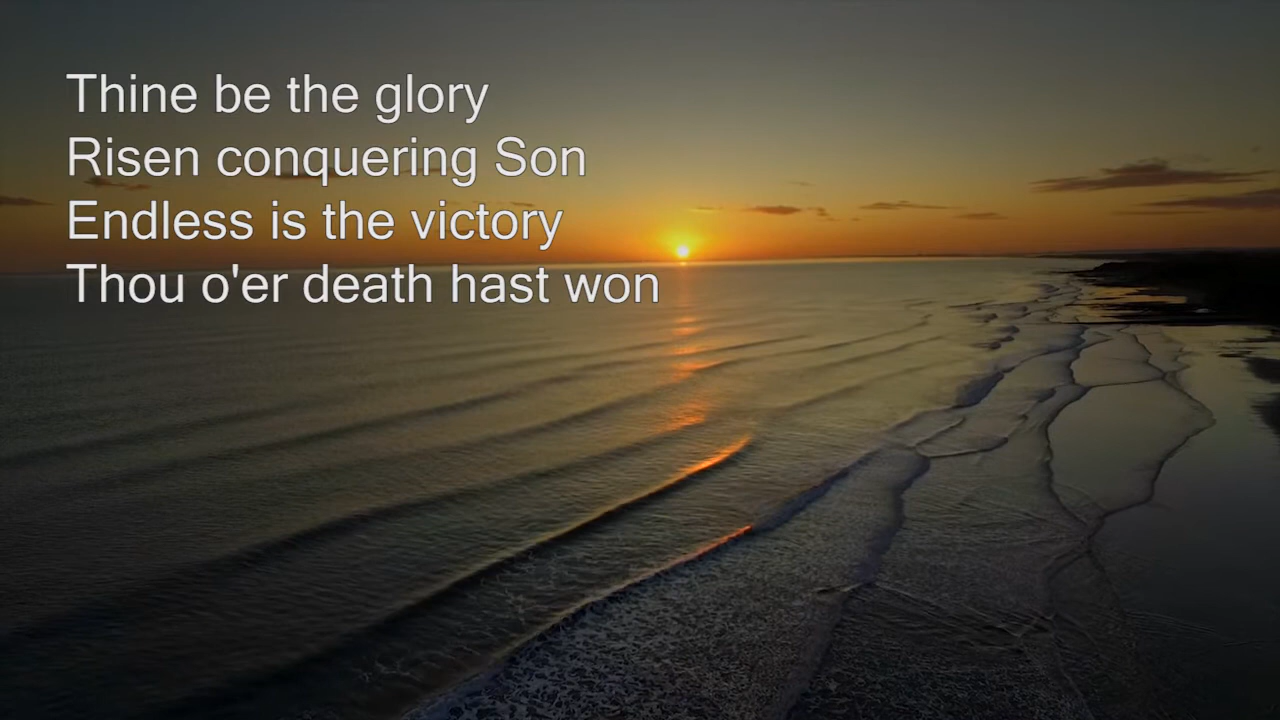 Thine be the glory
Risen conquering Son
Endless is the victory
Thou o'er death hast won